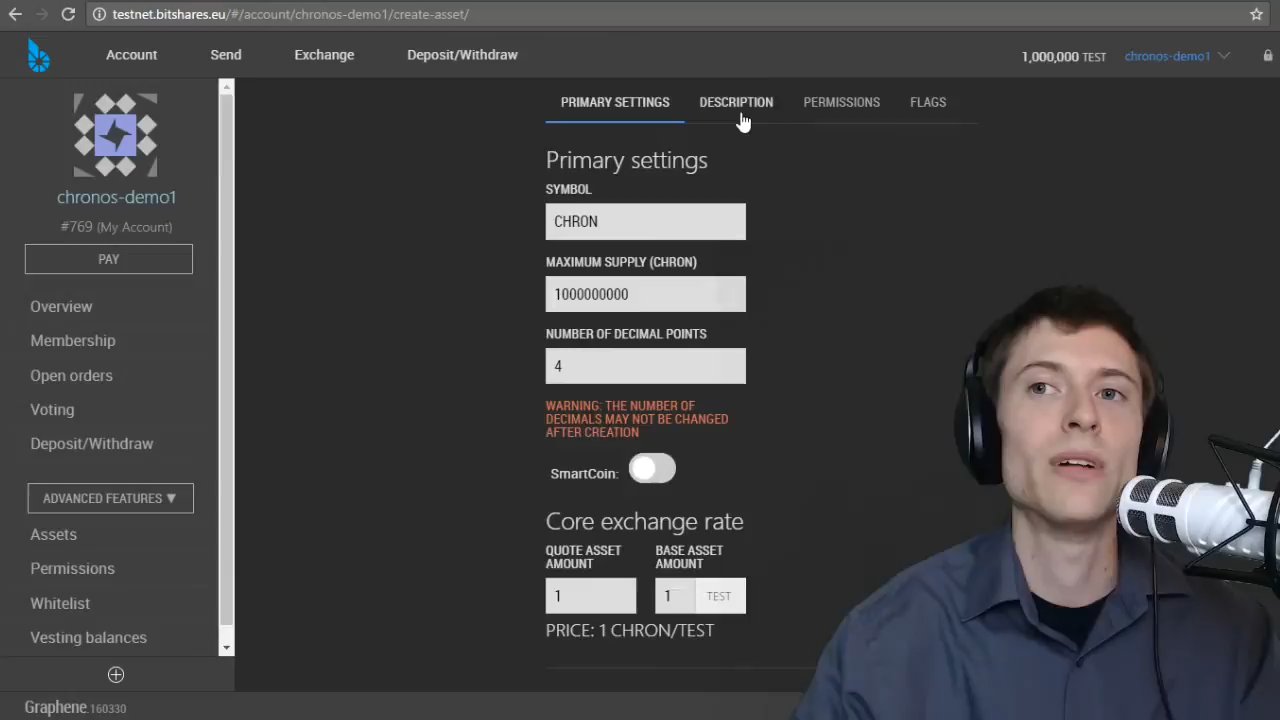 testnet.bitshares.eu/#/account/chronos-demo1/create-asset/
Account Send Exchange Deposit/Withdraw 1,000,000 TEST chronos-demo1
chronos-demo1
#769 (My Account)
PAY
Overview
Membership
Open orders
Voting
Deposit/Withdraw
ADVANCED FEATURES ▼
Assets
Permissions
Whitelist
Vesting balances
Graphene.160330
PRIMARY SETTINGS DESCRIPTION PERMISSIONS FLAGS
Primary settings
SYMBOL
CHRON
MAXIMUM SUPPLY (CHRON)
1000000000
NUMBER OF DECIMAL POINTS
4
WARNING: THE NUMBER OF
DECIMALS MAY NOT BE CHANGED
AFTER CREATION
SmartCoin:
Core exchange rate
QUOTE ASSET AMOUNT
BASE ASSET AMOUNT
1
1 TEST
PRICE: 1 CHRON/TEST